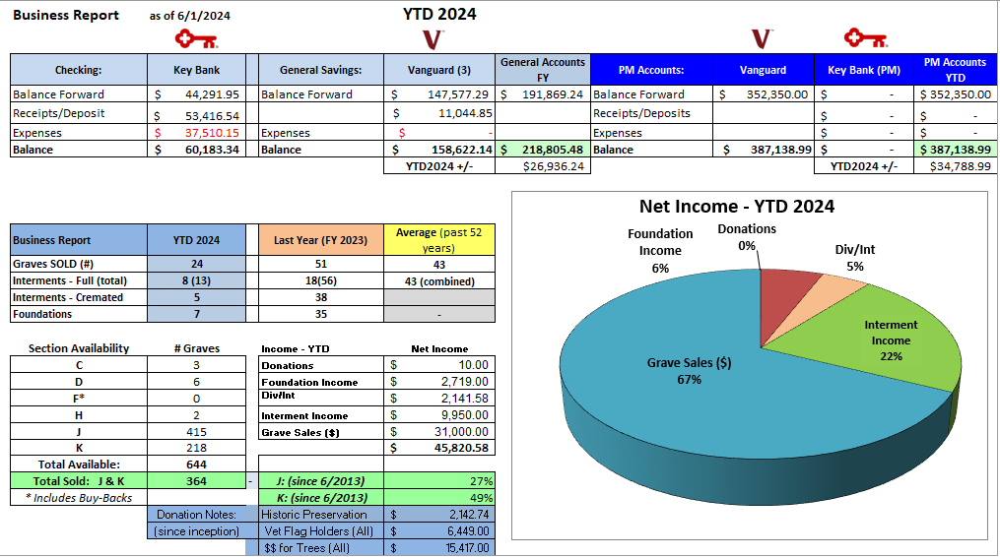 Business Report as of 6/1/2024 YTD 2024
Checking: Key Bank General Savings: Vanguard (3) General Accounts FY PM Accounts: Vanguard Key Bank (PM) PM Accounts YTD
Balance Forward $ 44,291.95 Balance Forward $ 147,577.29 $ 191,869.24 Balance Forward $ 352,350.00 $ - $ 352,350.00
Receipts/Deposit $ 53,416.54 $ 11,044.85 Receipts/Deposits $ - $ -
Expenses $ 37,510.15 Expenses $ - Expenses $ - $ -
Balance $ 60,183.34 Balance $ 158,622.14 $ 218,805.48 Balance $ 387,138.99 $ - $ 387,138.99
YTD2024 +/- $26,936.24 YTD2024 +/- $34,788.99
Business Report YTD 2024 Last Year (FY 2023) Average (past 52 years)
Graves SOLD (#) 24 51 43
Interments - Full (total) 8 (13) 18(56) 43 (combined)
Interments - Cremated 5 38
Foundations 7 35 -
Section Availability # Graves Income - YTD Net Income
C 3 Donations $ 10.00
D 6 Foundation Income $ 2,719.00
F* 0 Div/Int $ 2,141.58
H 2 Interment Income $ 9,950.00
J 415 Grave Sales ($) $ 31,000.00
K 218 $ 45,820.58
Total Available: 644
Total Sold: J & K 364 - J: (since 6/2013) 27%
* Includes Buy-Backs K: (since 6/2013) 49%
Donation Notes: Historic Preservation $ 2,142.74
(since inception) Vet Flag Holders (All) $ 6,449.00
$$ for Trees (All) $ 15,417.00
Net Income - YTD 2024
Foundation
Income
6%
Donations
0%
Div/Int
5%
Interment
Income
22%
Grave Sales ($)
67%